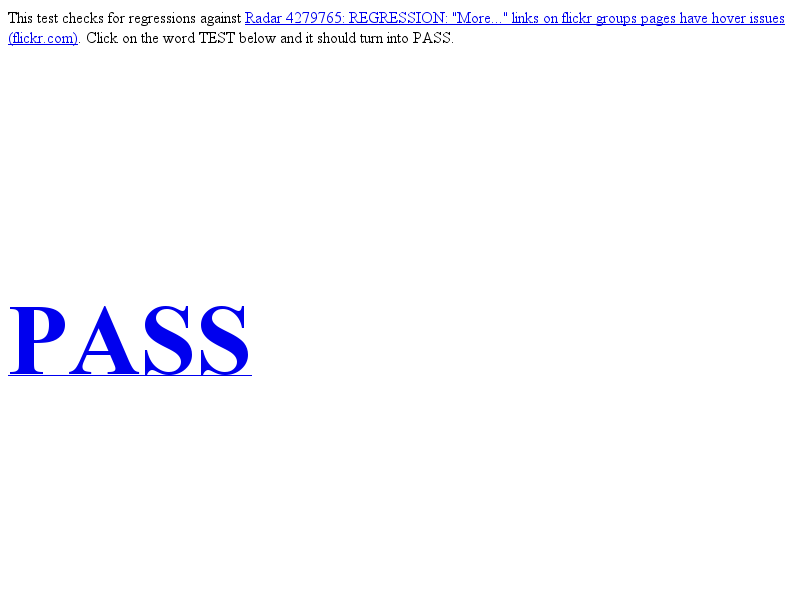 This test checks for regressions against Radar 4279765: REGRESSION: "More..." links on flickr groups pages have hover issues
(flickr.com). Click on the word TEST below and it should turn into PASS.
PASS